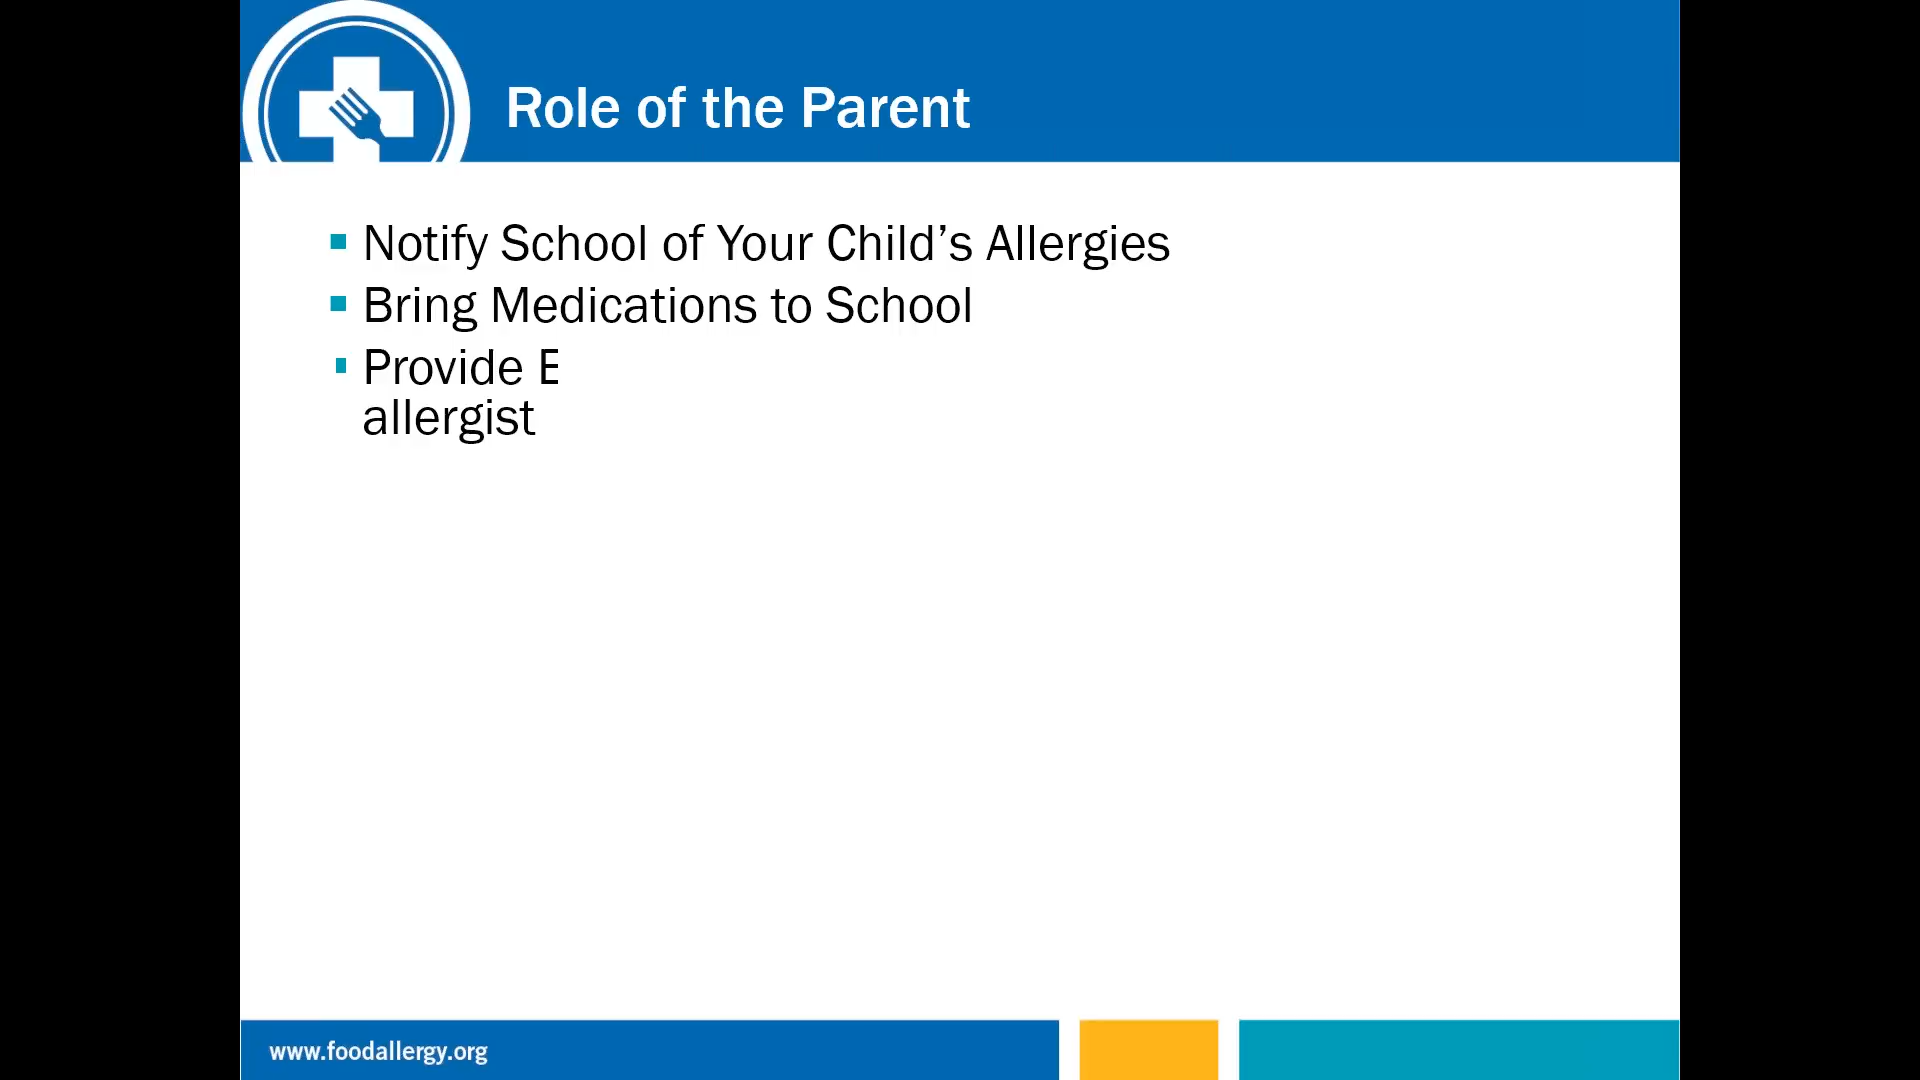 Role of the Parent
Notify School of Your Child’s Allergies
Bring Medications to School
Provide E
allergist
www.foodallergy.org